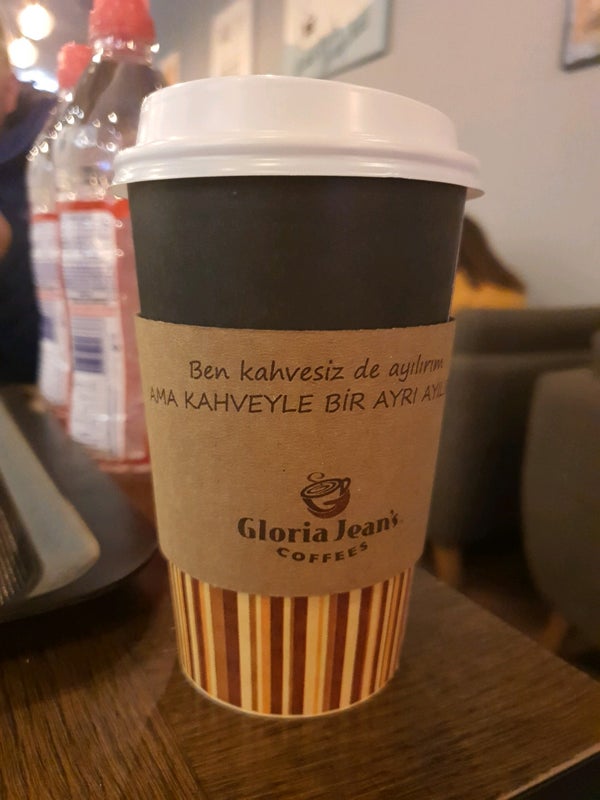 Ben kahvesiz de ayılırım
AMA KAHVEYLE BİR AYRI
Gloria Jean's
COFFEES